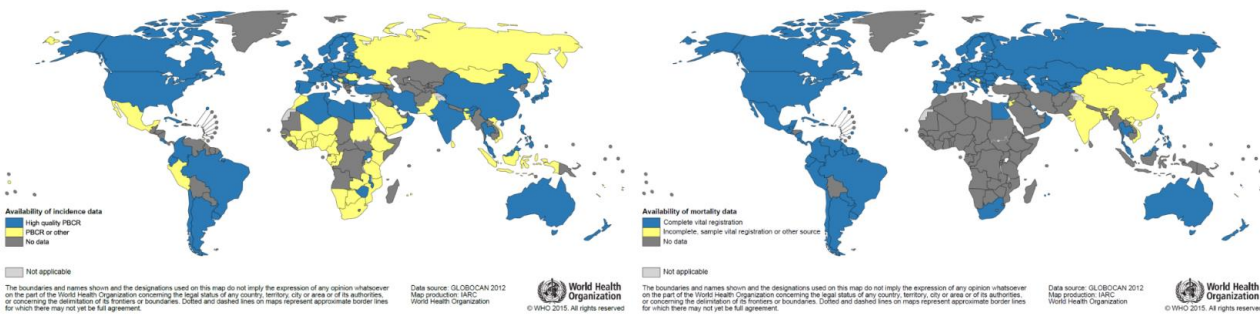 Availability of incidence data
High quality PBCR
PBCR or other
No data
Not applicable
The boundaries and names shown and the designations used on this map do not imply the expression of any opinion whatsoever
on the part of the World Health Organization concerning the legal status of any country, territory, city or area or of its authorities,
or concerning the delimitation of its frontiers or boundaries. Dotted and dashed lines on maps represent approximate border lines
for which there may not yet be full agreement.
Data source: GLOBOCAN 2012
Map production: IARC
World Health Organization
World Health
Organization
© WHO 2015. All rights reserved
Availability of mortality data
Complete vital registration
Incomplete, sample vital registration or other source
No data
Not applicable
The boundaries and names shown and the designations used on this map do not imply the expression of any opinion whatsoever
on the part of the World Health Organization concerning the legal status of any country, territory, city or area or of its authorities,
or concerning the delimitation of its frontiers or boundaries. Dotted and dashed lines on maps represent approximate border lines
for which there may not yet be full agreement.
Data source: GLOBOCAN 2012
Map production: IARC
World Health Organization
World Health
Organization
© WHO 2015. All rights reserved